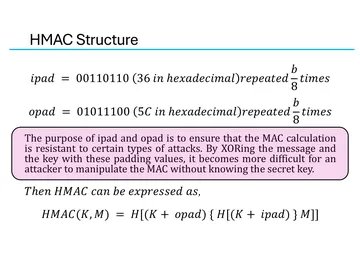 HMAC Structure
ipad = 00110110 (36 in hexadecimal)repeated b/8 times
opad = 01011100 (5C in hexadecimal)repeated b/8 times
The purpose of ipad and opad is to ensure that the MAC calculation
is resistant to certain types of attacks. By XORing the message and
the key with these padding values, it becomes more difficult for an
attacker to manipulate the MAC without knowing the secret key.
Then HMAC can be expressed as,
HMAC(K, M) = H[(K + opad) { H[(K + ipad) } M]]